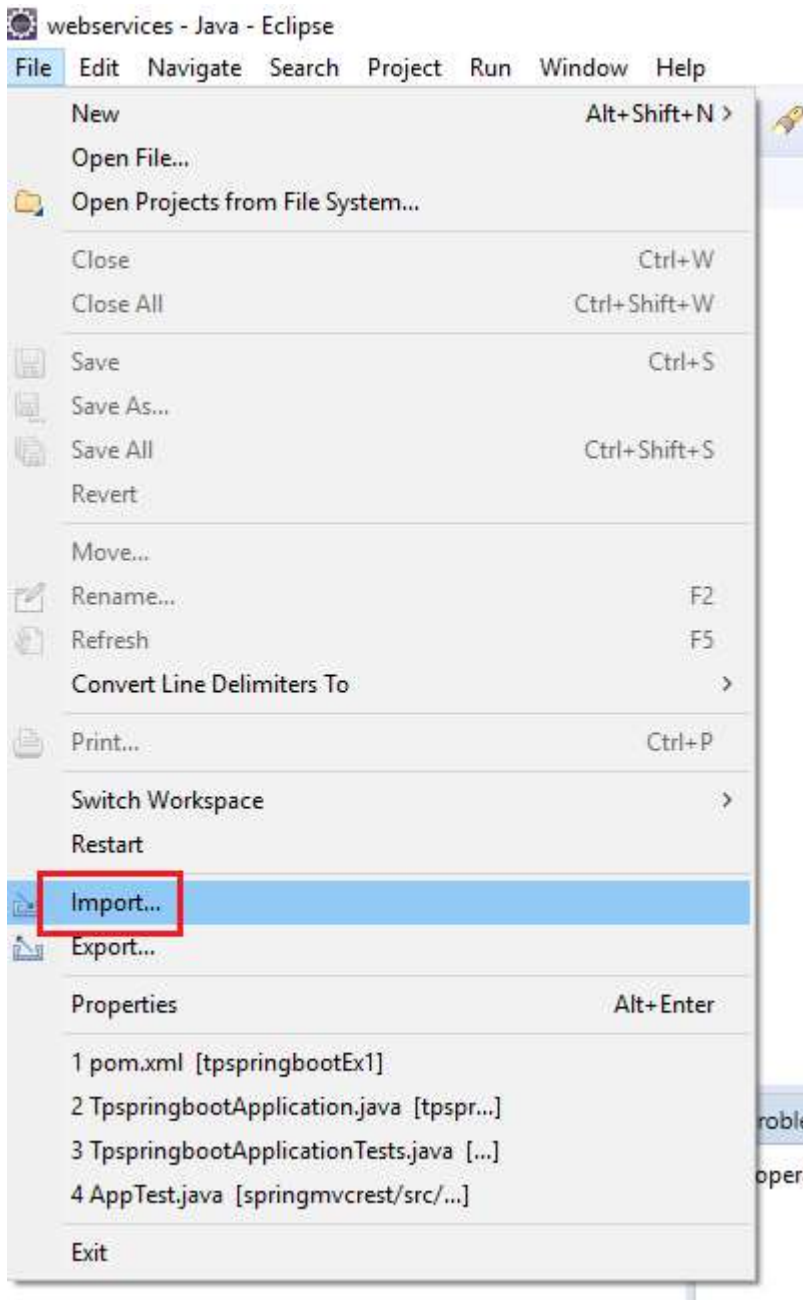 webservices - Java - Eclipse
File Edit Navigate Search Project Run Window Help
New Alt+Shift+N >
Open File...
Open Projects from File System...
Close Ctrl+W
Close All Ctrl+Shift+W
Save Ctrl+S
Save As...
Save All Ctrl+Shift+S
Revert
Move...
Rename... F2
Refresh F5
Convert Line Delimiters To >
Print... Ctrl+P
Switch Workspace >
Restart
Import...
Export...
Properties Alt+Enter
1 pom.xml [tpspringbootEx1]
2 TpspringbootApplication.java [tpspr...]
3 TpspringbootApplicationTests.java [...]
4 AppTest.java [springmvcrest/src/...]
Exit
roble
oper